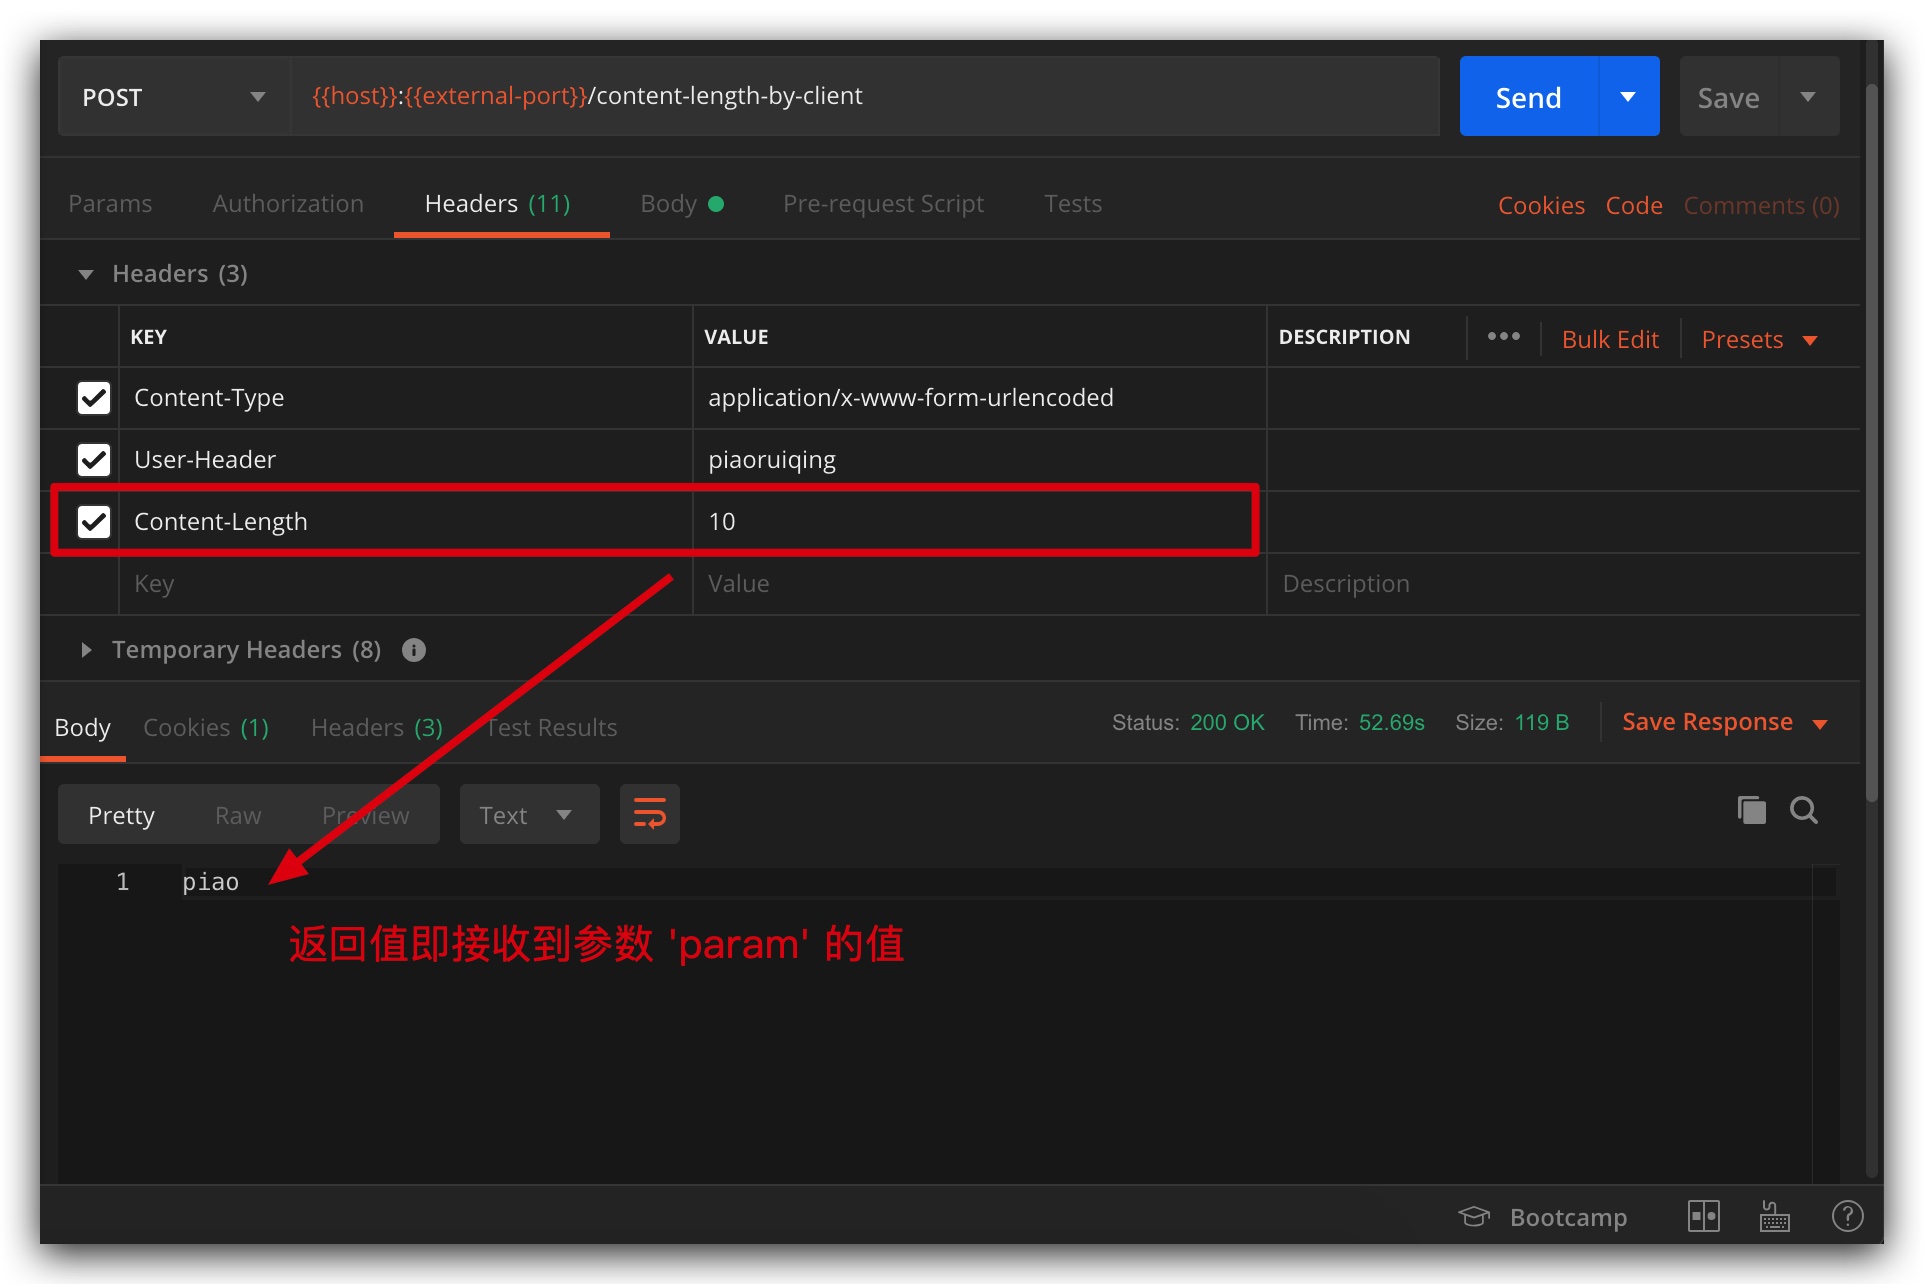 POST {{host}}:{{external-port}}/content-length-by-client Send Save
Params Authorization Headers (11) Body Pre-request Script Tests Cookies Code Comments (0)
Headers (3)
KEY VALUE DESCRIPTION ••• Bulk Edit Presets
Content-Type application/x-www-form-urlencoded
User-Header piaoruiqing
Content-Length 10
Key Value Description
Temporary Headers (8)
Body Cookies (1) Headers (3) Test Results Status: 200 OK Time: 52.69s Size: 119 B Save Response
Pretty Raw Preview Text
1 piao
返回值即接收到参数 'param' 的值
Bootcamp